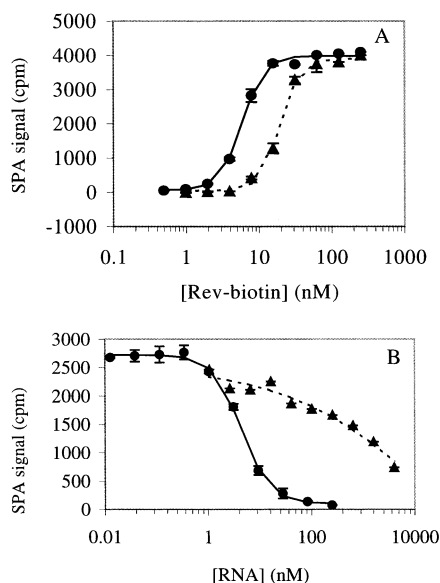 A
SPA signal (cpm)
5000
4000
3000
2000
1000
0
-1000
0.1 1 10 100 1000
[Rev-biotin] (nM)
B
SPA signal (cpm)
3000
2500
2000
1500
1000
500
0
0.01 1 100 10000
[RNA] (nM)